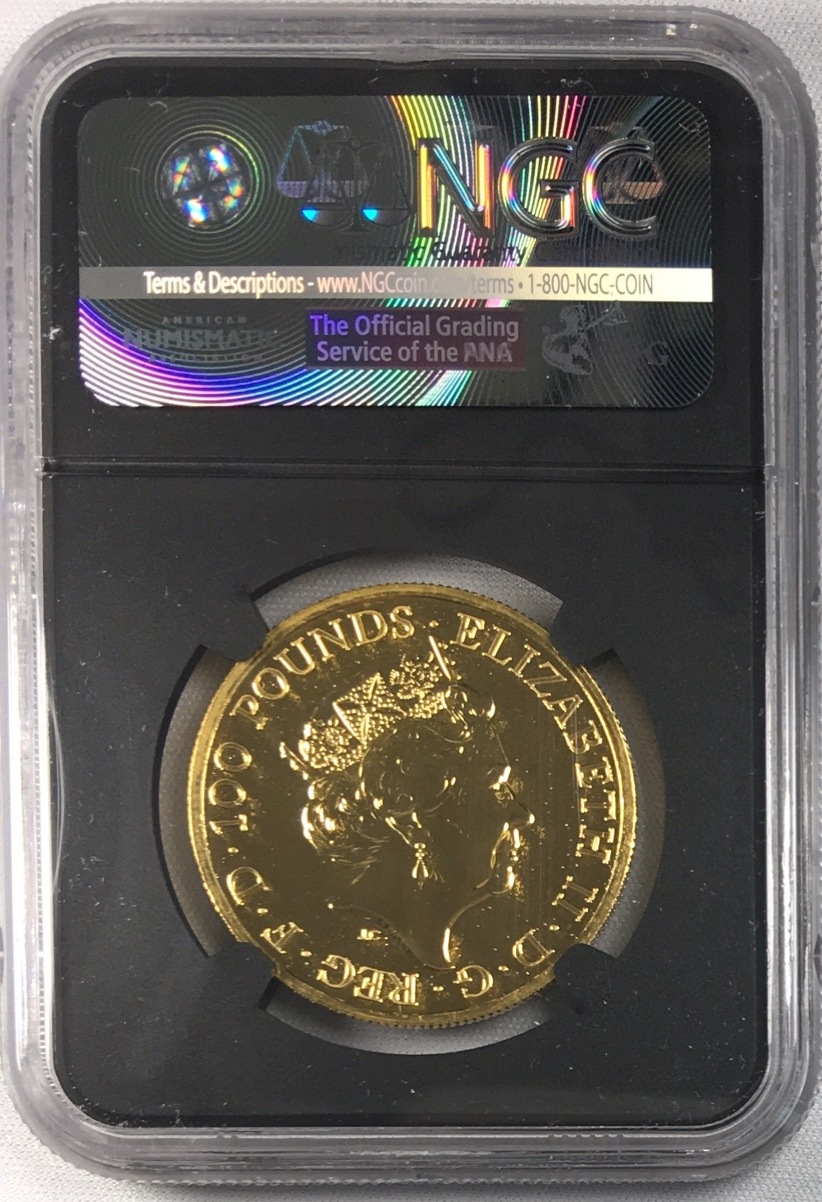 NGC
Guaranty
Terms & Descriptions - www.NGCcoin.com/terms • 1-800-NGC-COIN
AMERICAN
NUMISMATIC
The Official Grading
Service of the ANA
ELIZABETH II · D · G · REG · F · D · 100 POUNDS ·